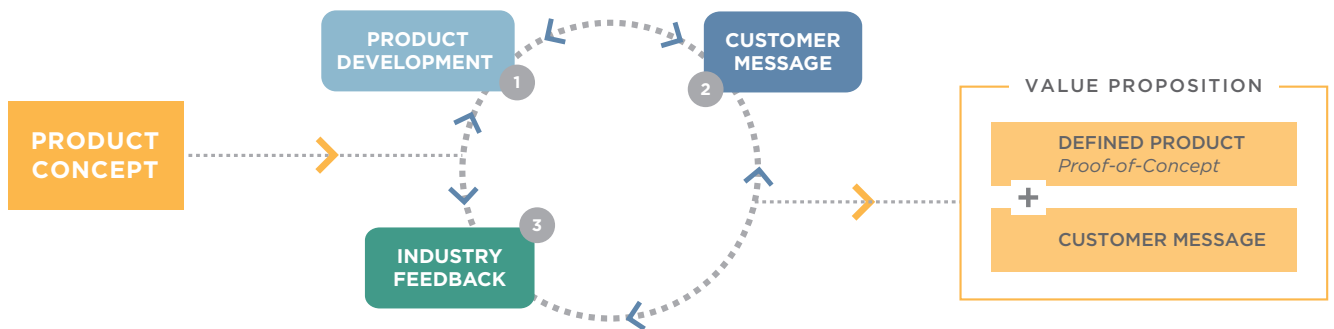 PRODUCT
CONCEPT
PRODUCT
DEVELOPMENT
1
CUSTOMER
MESSAGE
2
INDUSTRY
FEEDBACK
3
VALUE PROPOSITION
DEFINED PRODUCT
Proof-of-Concept
+
CUSTOMER MESSAGE